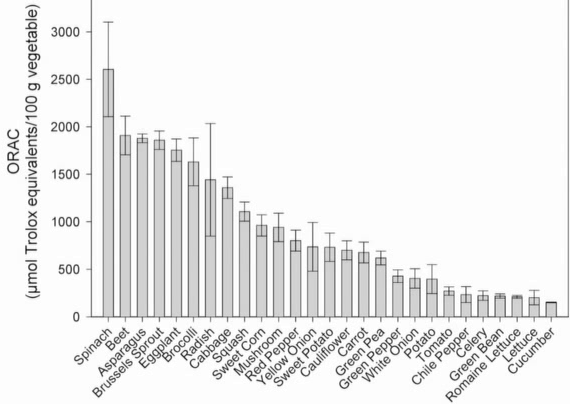 ORAC
(μmol Trolox equivalents/100 g vegetable)
3000
2500
2000
1500
1000
500
0
Spinach
Beet
Asparagus
Brussels Sprout
Eggplant
Brocolli
Radish
Cabbage
Squash
Sweet Corn
Mushroom
Red Pepper
Yellow Onion
Sweet Potato
Cauliflower
Carrot
Green Pea
Green Pepper
White Onion
Potato
Tomato
Chile Pepper
Celery
Green Bean
Romaine Lettuce
Lettuce
Cucumber